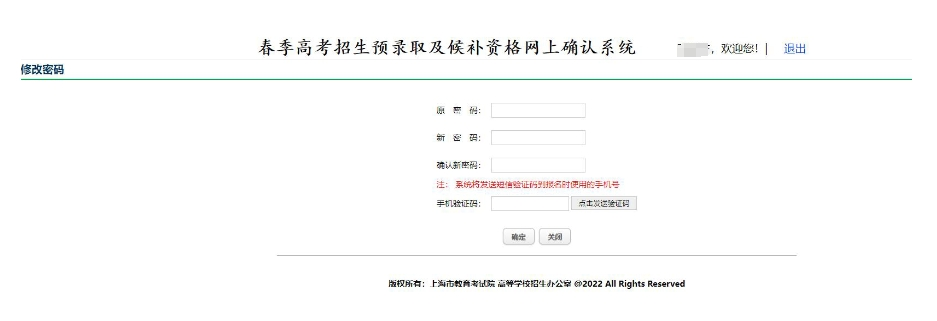 春季高考招生预录取及候补资格网上确认系统
，欢迎您！| 退出
修改密码
原 密 码：
新 密 码：
确认新密码：
注： 系统将发送短信验证码到报名时使用的手机号
手机验证码： 点击发送验证码
确定 关闭
版权所有：上海市教育考试院 高等学校招生办公室 @2022 All Rights Reserved